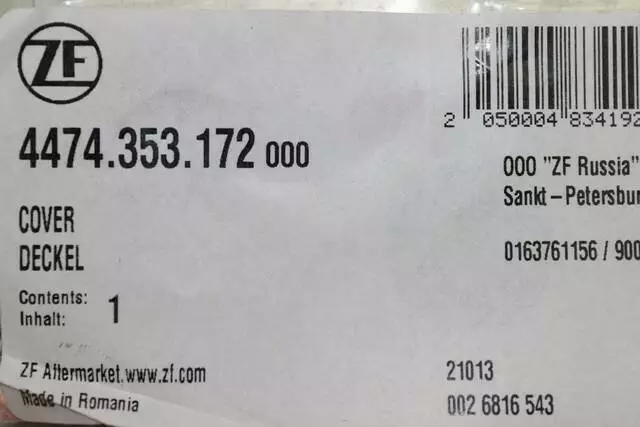 ZF
2 050004 834192
4474.353.172 000
OOO "ZF Russia"
Sankt-Petersbur
COVER
DECKEL
0163761156 / 900
Contents: 1
Inhalt:
ZF Aftermarket.www.zf.com
21013
Made in Romania
002 6816 543